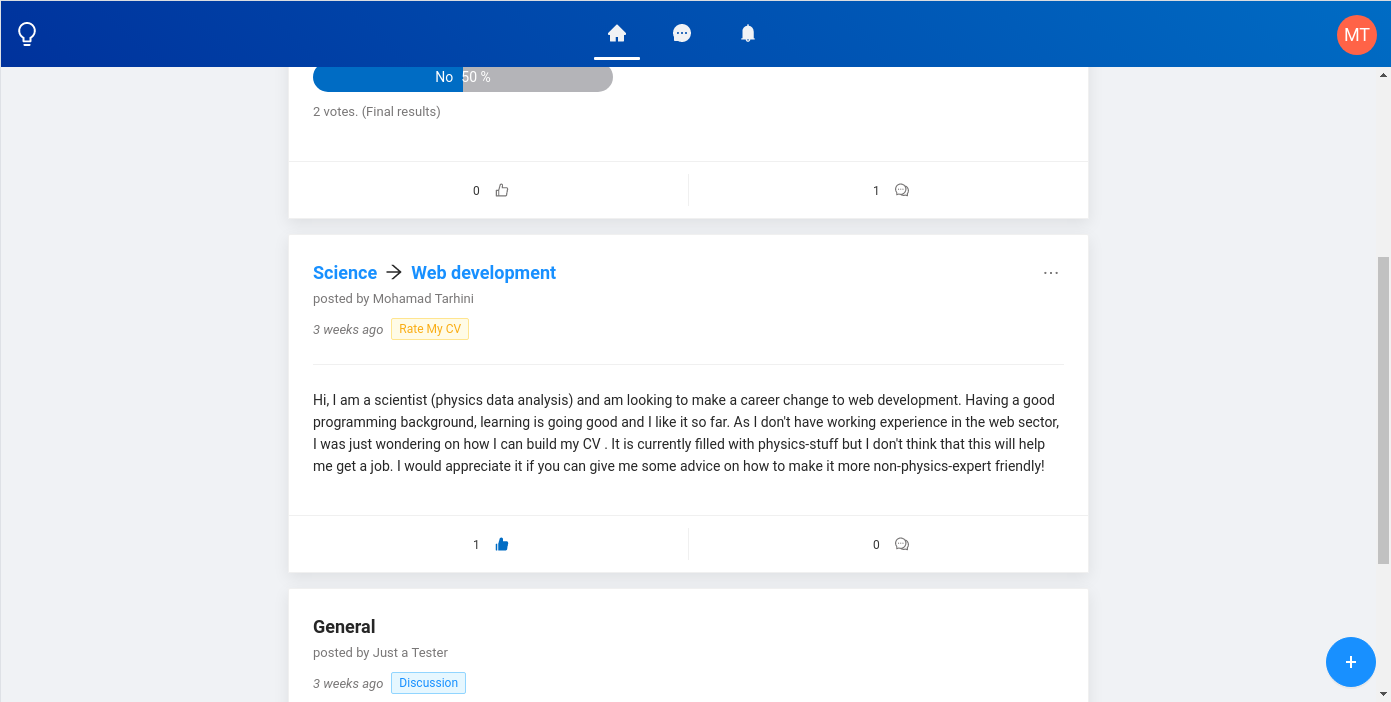 MT
No 50 %
2 votes. (Final results)
0 1
Science → Web development
posted by Mohamad Tarhini
3 weeks ago Rate My CV
Hi, I am a scientist (physics data analysis) and am looking to make a career change to web development. Having a good
programming background, learning is going good and I like it so far. As I don't have working experience in the web sector,
I was just wondering on how I can build my CV . It is currently filled with physics-stuff but I don't think that this will help
me get a job. I would appreciate it if you can give me some advice on how to make it more non-physics-expert friendly!
1 0
General
posted by Just a Tester
3 weeks ago Discussion